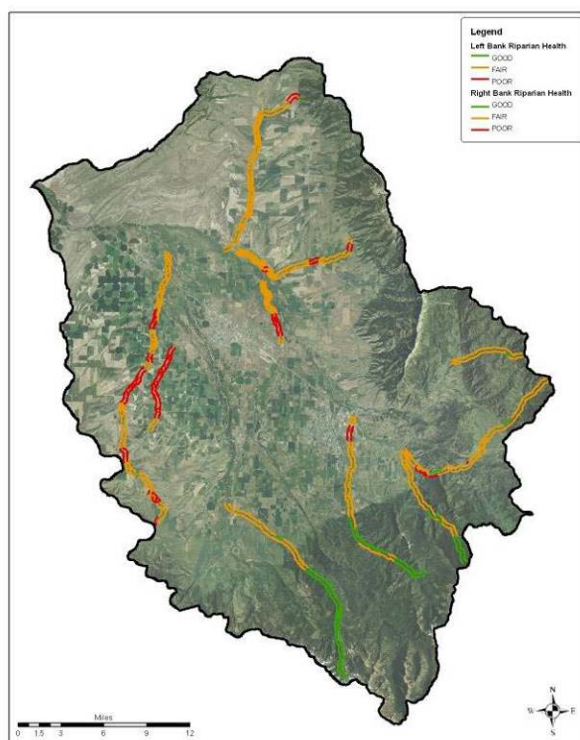 Legend
Left Bank Riparian Health
GOOD
FAIR
POOR
Right Bank Riparian Health
GOOD
FAIR
POOR
Miles
0 1.5 3 6 9 12
N
W E
S